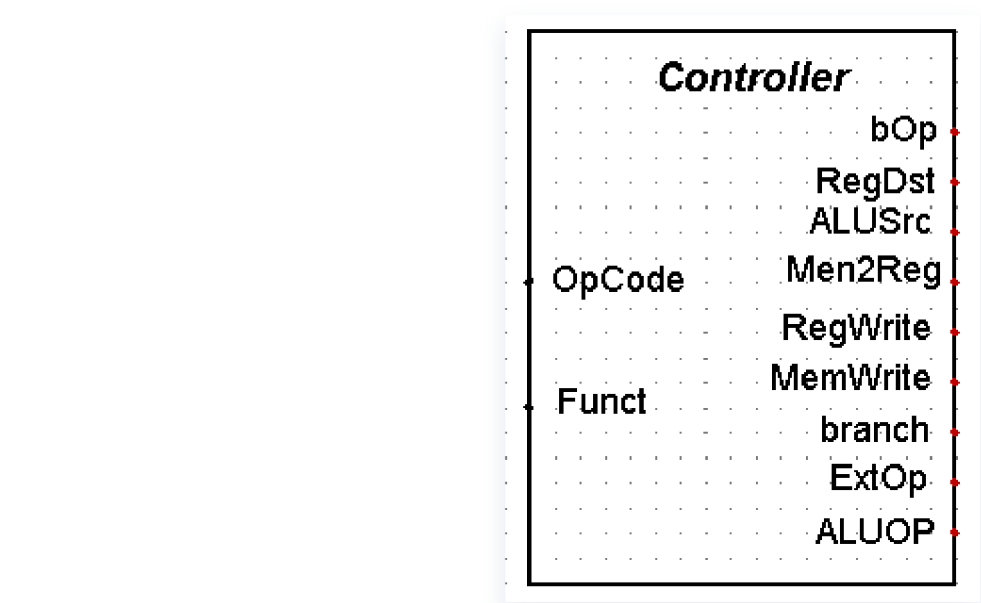 Controller
bOp
RegDst
ALUSrc
OpCode
Men2Reg
RegWrite
MemWrite
Funct
branch
ExtOp
ALUOP